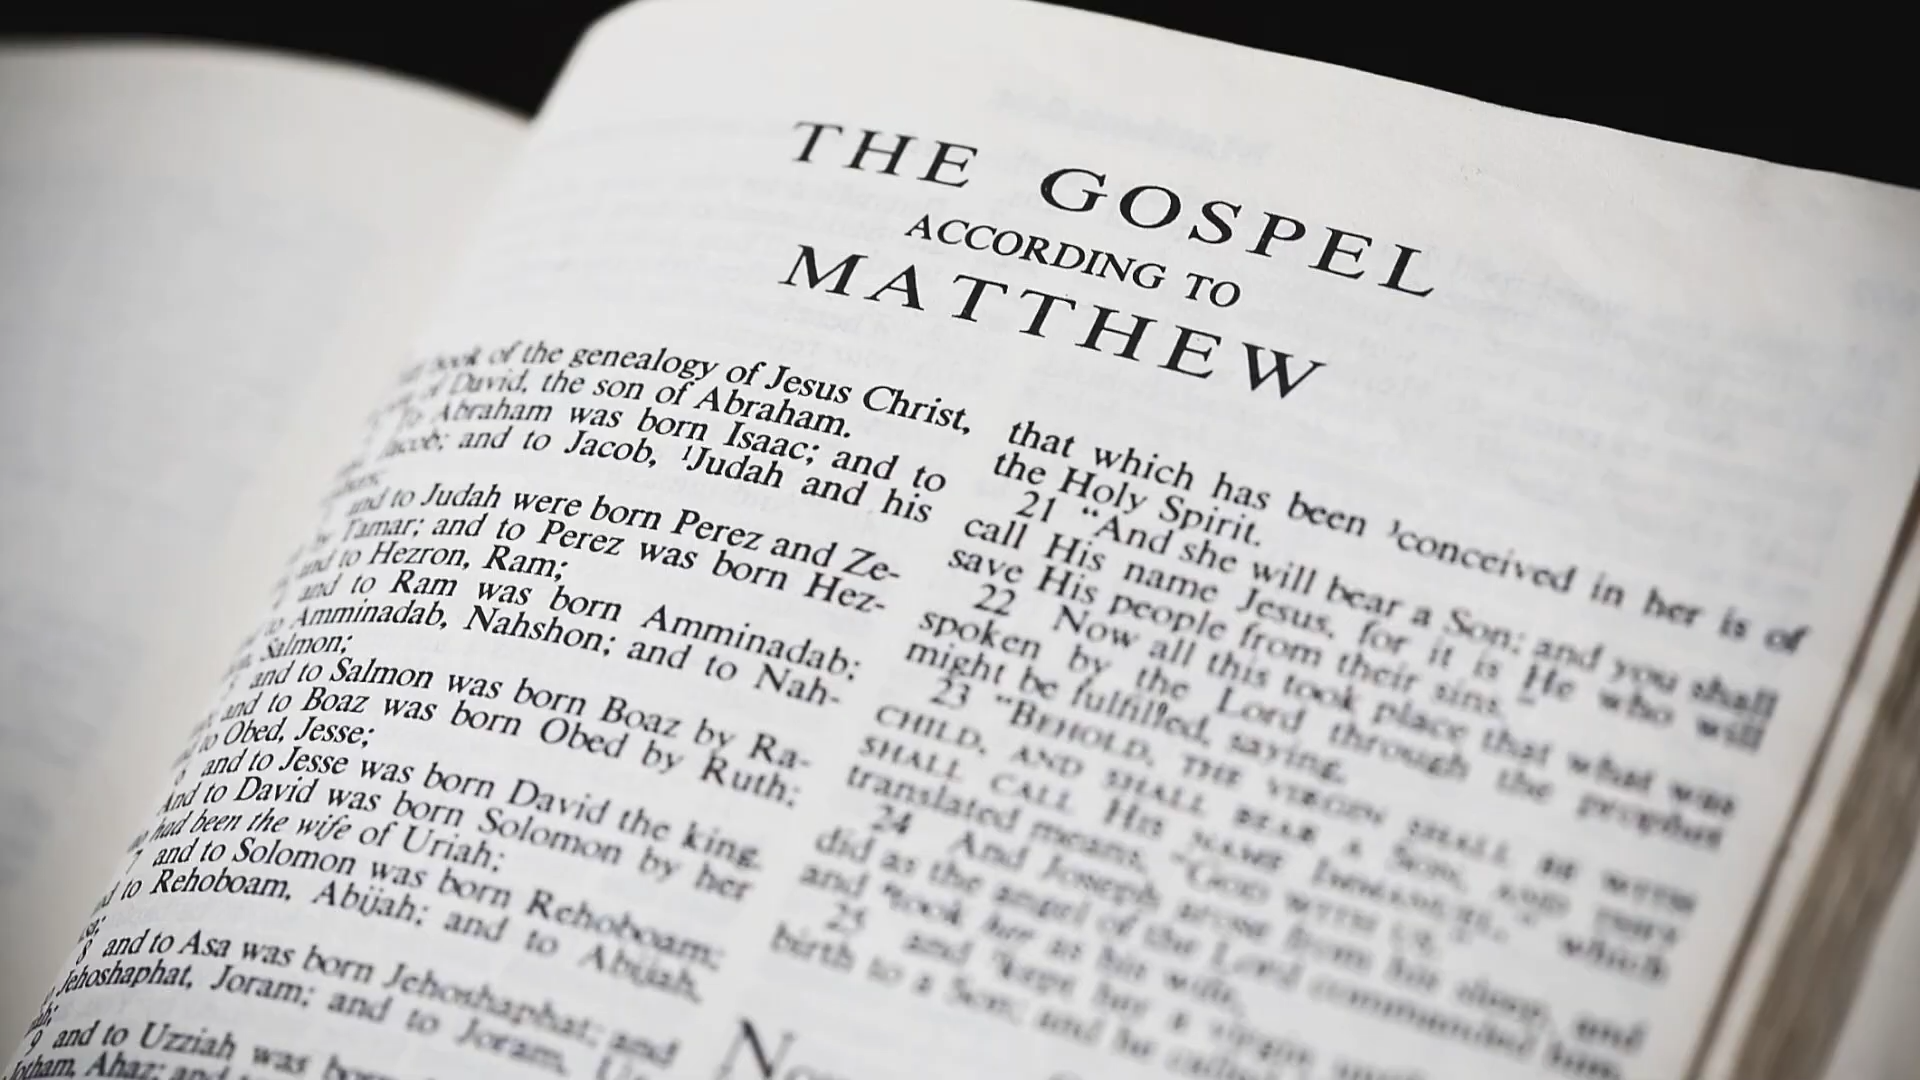 THE GOSPEL
ACCORDING TO
MATTHEW
book of the genealogy of Jesus Christ,
of David, the son of Abraham.
To Abraham was born Isaac; and to
Jacob; and to Jacob, ¹Judah and his
and to Judah were born Perez and Ze-
by Tamar; and to Perez was born Hez-
and to Hezron, Ram;
and to Ram was born Amminadab;
to Amminadab, Nahshon; and to Nah-
Salmon;
5 and to Salmon was born Boaz by Ra-
and to Boaz was born Obed by Ruth;
to Obed, Jesse;
6 and to Jesse was born David the king.
And to David was born Solomon by her
had been the wife of Uriah;
7 and to Solomon was born Rehoboam;
to Rehoboam, Abijah; and to Abijah,
8 and to Asa was born Jehoshaphat; and
Jehoshaphat, Joram; and to Joram,
9 and to Uzziah was
Jotham, Ahaz; and
that which has been ³conceived in her is of
the Holy Spirit.
21 "And she will bear a Son; and you shall
call His name Jesus, for it is He who will
save His people from their sins."
22 Now all this took place that what was
spoken by the Lord through the prophet
might be fulfilled, saying,
23 "BEHOLD, THE VIRGIN SHALL BE WITH
CHILD, AND SHALL BEAR A SON, AND THEY
SHALL CALL HIS NAME IMMANUEL," which
translated means, "GOD WITH US."
24 And Joseph arose from his sleep, and
did as the angel of the Lord commanded him,
and took her as his wife,
25 and kept her a virgin
birth to a Son; and he called